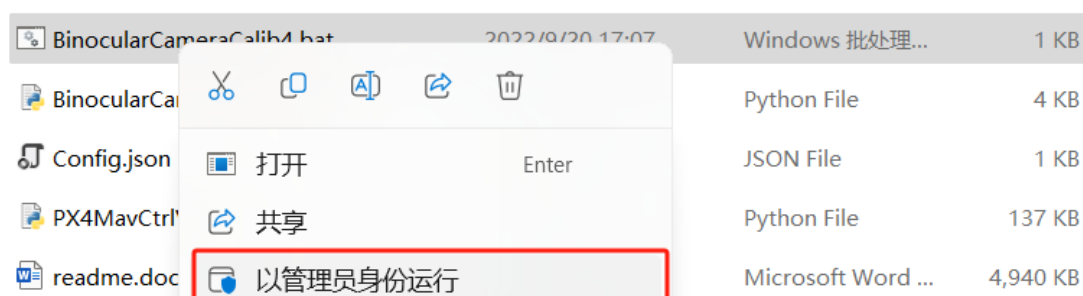 BinocularCameraCalib4.bat 2022/9/20 17:07 Windows 批处理... 1 KB
BinocularCa Python File 4 KB
Config.json JSON File 1 KB
打开 Enter
PX4MavCtrl Python File 137 KB
共享
readme.doc Microsoft Word ... 4,940 KB
以管理员身份运行